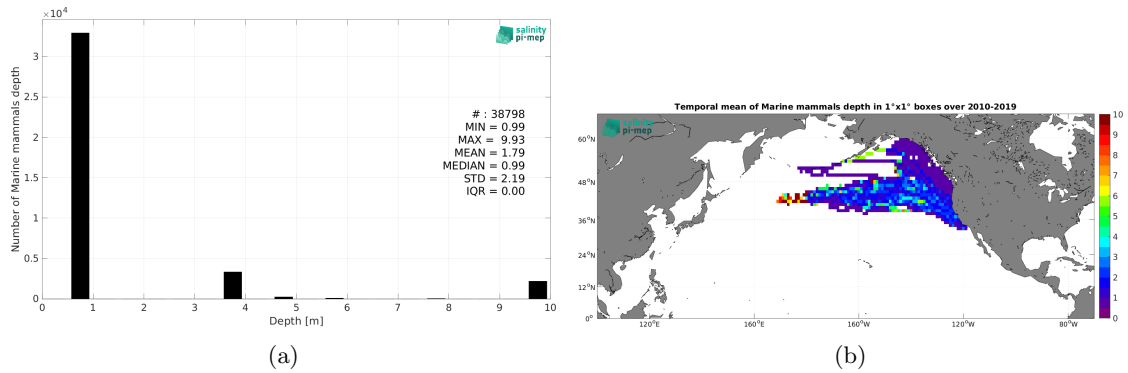 ×10⁴
3
2.5
2
1.5
1
0.5
0
0 1 2 3 4 5 6 7 8 9 10
Number of Marine mammals depth
Depth [m]
salinity
pi-mep
# : 38798
MIN = 0.99
MAX = 9.93
MEAN = 1.79
MEDIAN = 0.99
STD = 2.19
IQR = 0.00
(a)
Temporal mean of Marine mammals depth in 1°x1° boxes over 2010-2019
salinity
pi-mep
60°N
48°N
36°N
24°N
12°N
0°
120°E 160°E 160°W 120°W 80°W
10
9
8
7
6
5
4
3
2
1
0
(b)